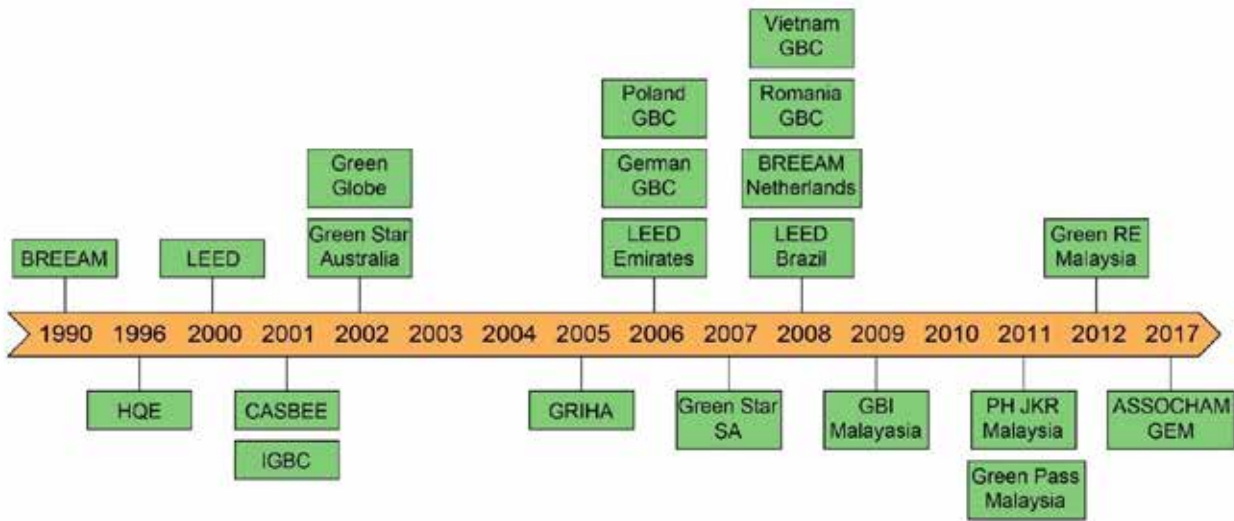 Vietnam
GBC
Poland
GBC
Romania
GBC
Green
Globe
German
GBC
BREEAM
Netherlands
BREEAM
LEED
Green Star
Australia
LEED
Emirates
LEED
Brazil
Green RE
Malaysia
1990 1996 2000 2001 2002 2003 2004 2005 2006 2007 2008 2009 2010 2011 2012 2017
HQE
CASBEE
GRIHA
Green Star
SA
GBI
Malayasia
PH JKR
Malaysia
ASSOCHAM
GEM
IGBC
Green Pass
Malaysia